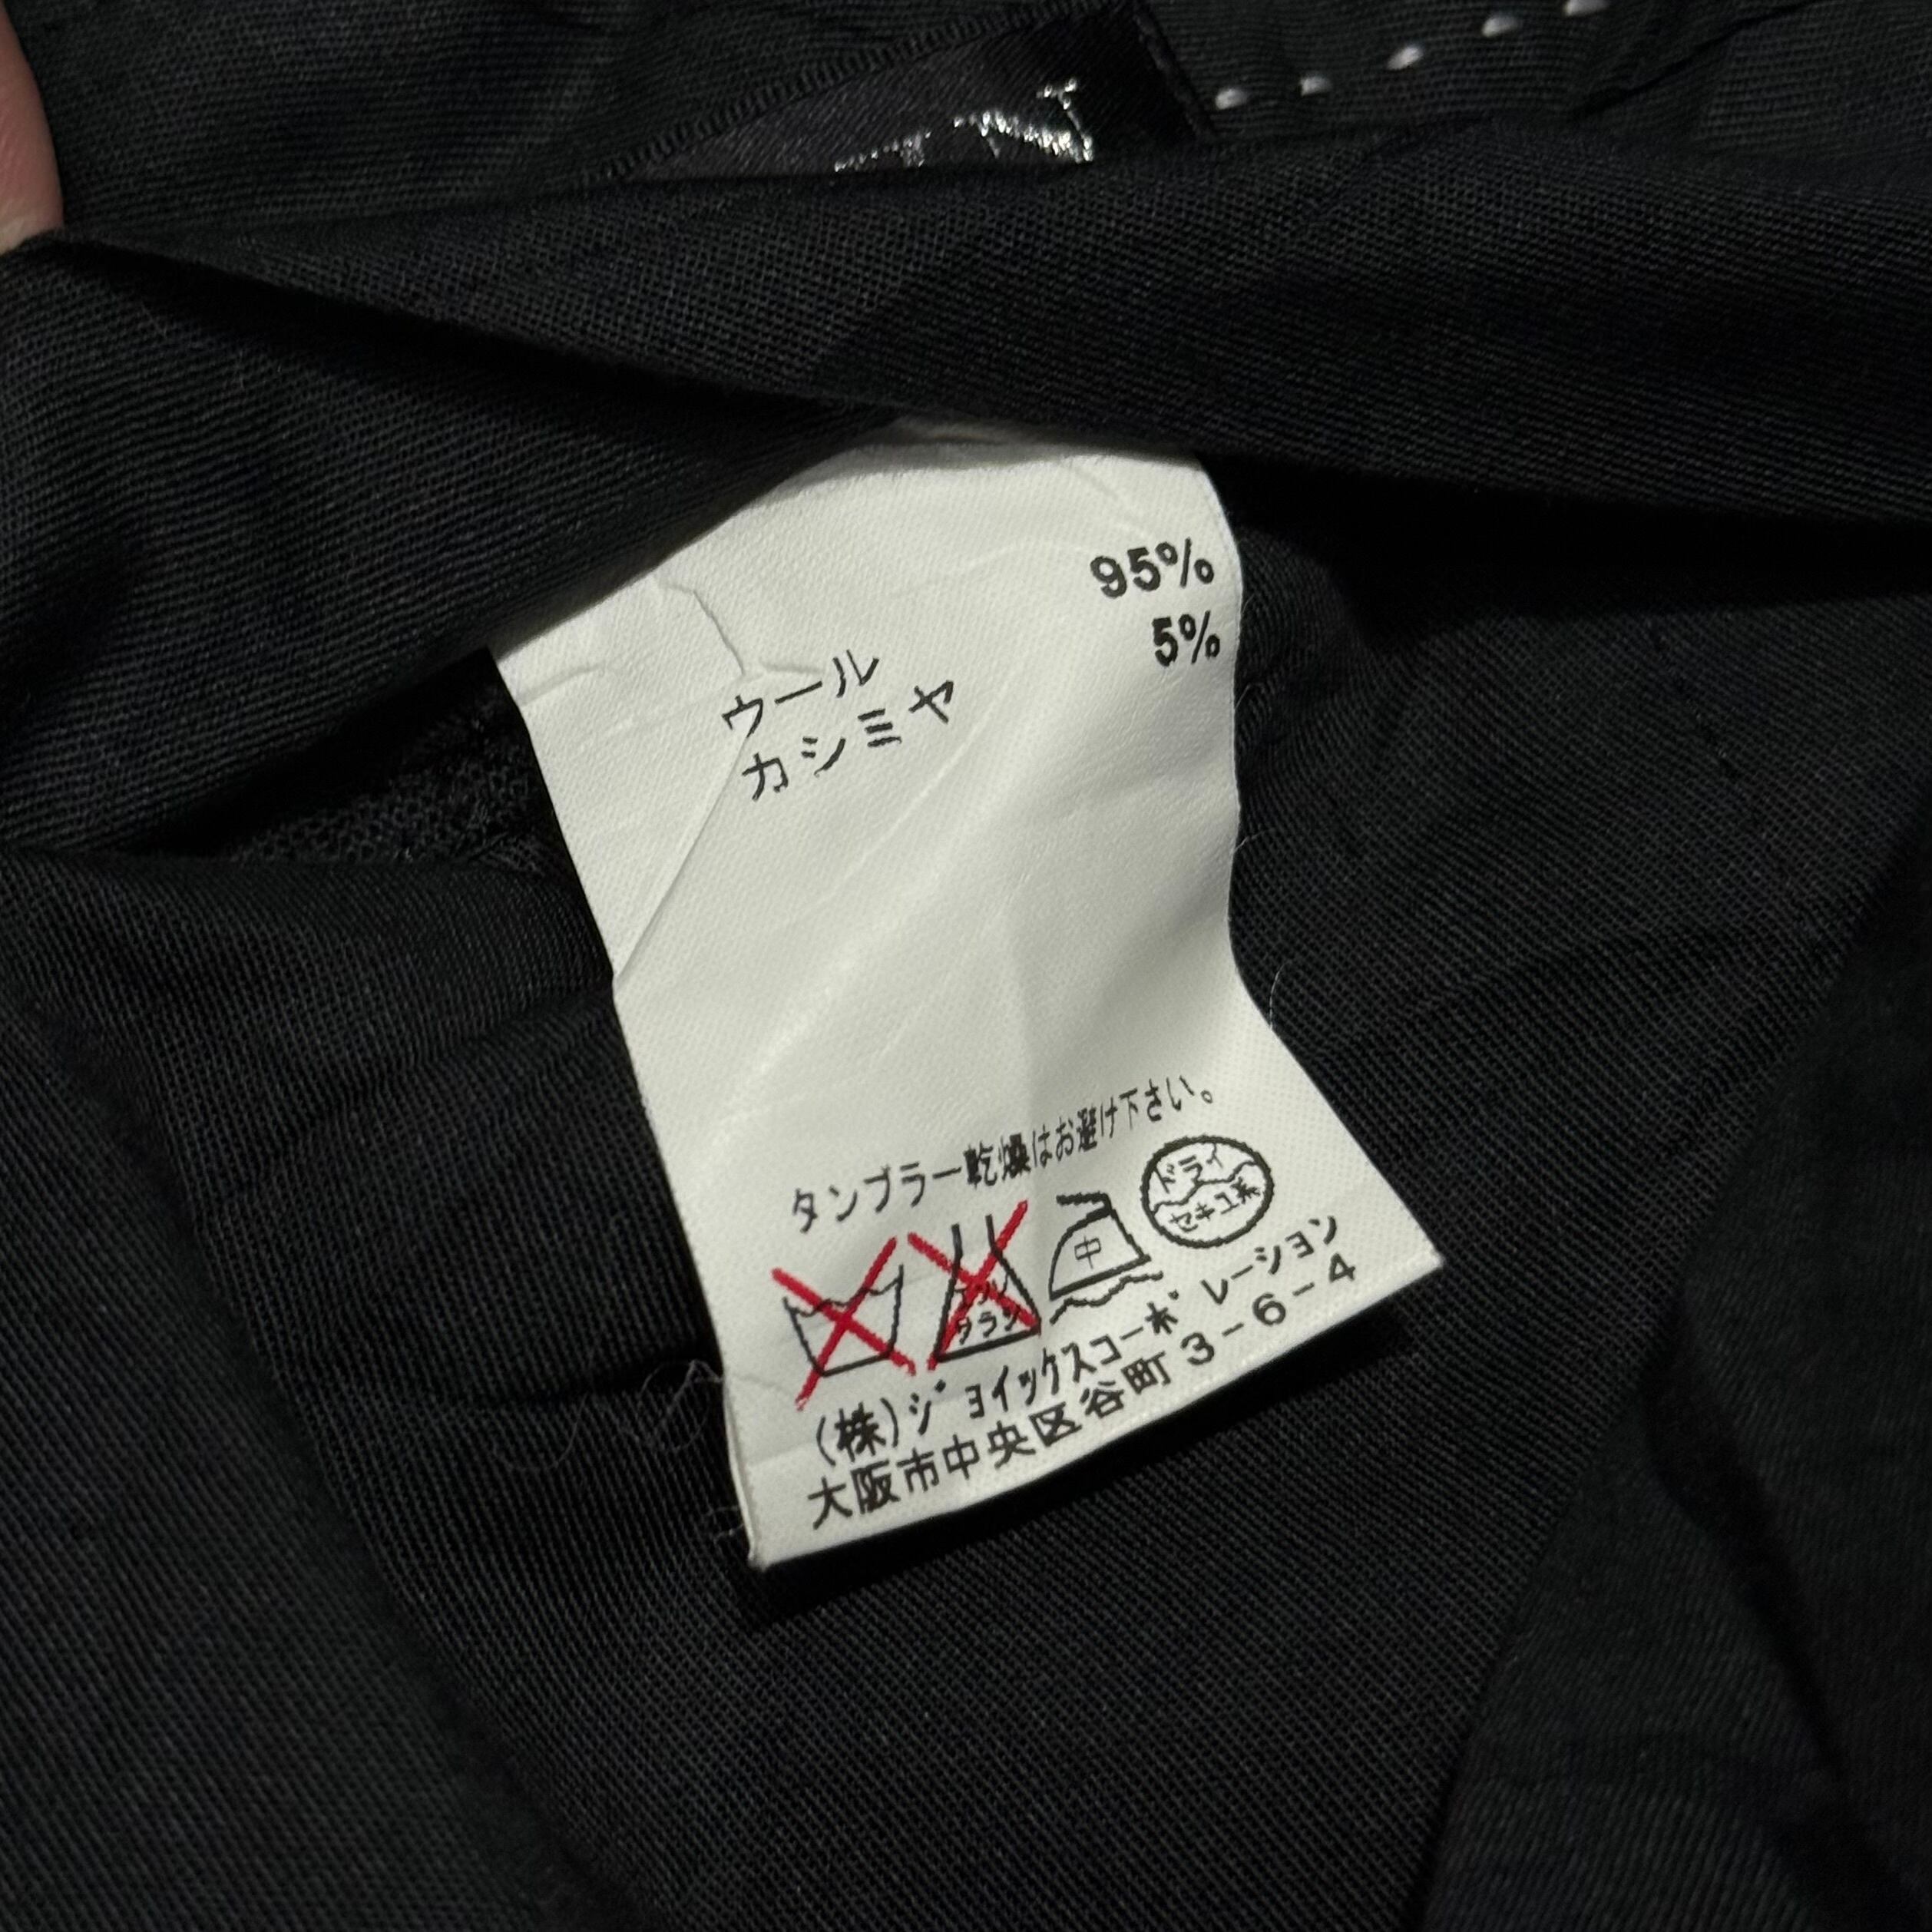 95%
5%
ウール
カシミヤ
タンブラー乾燥はお避け下さい。
中
ドライ
セキユ系
(株)ジョイックスコーポレーション
大阪市中央区谷町3-6-4